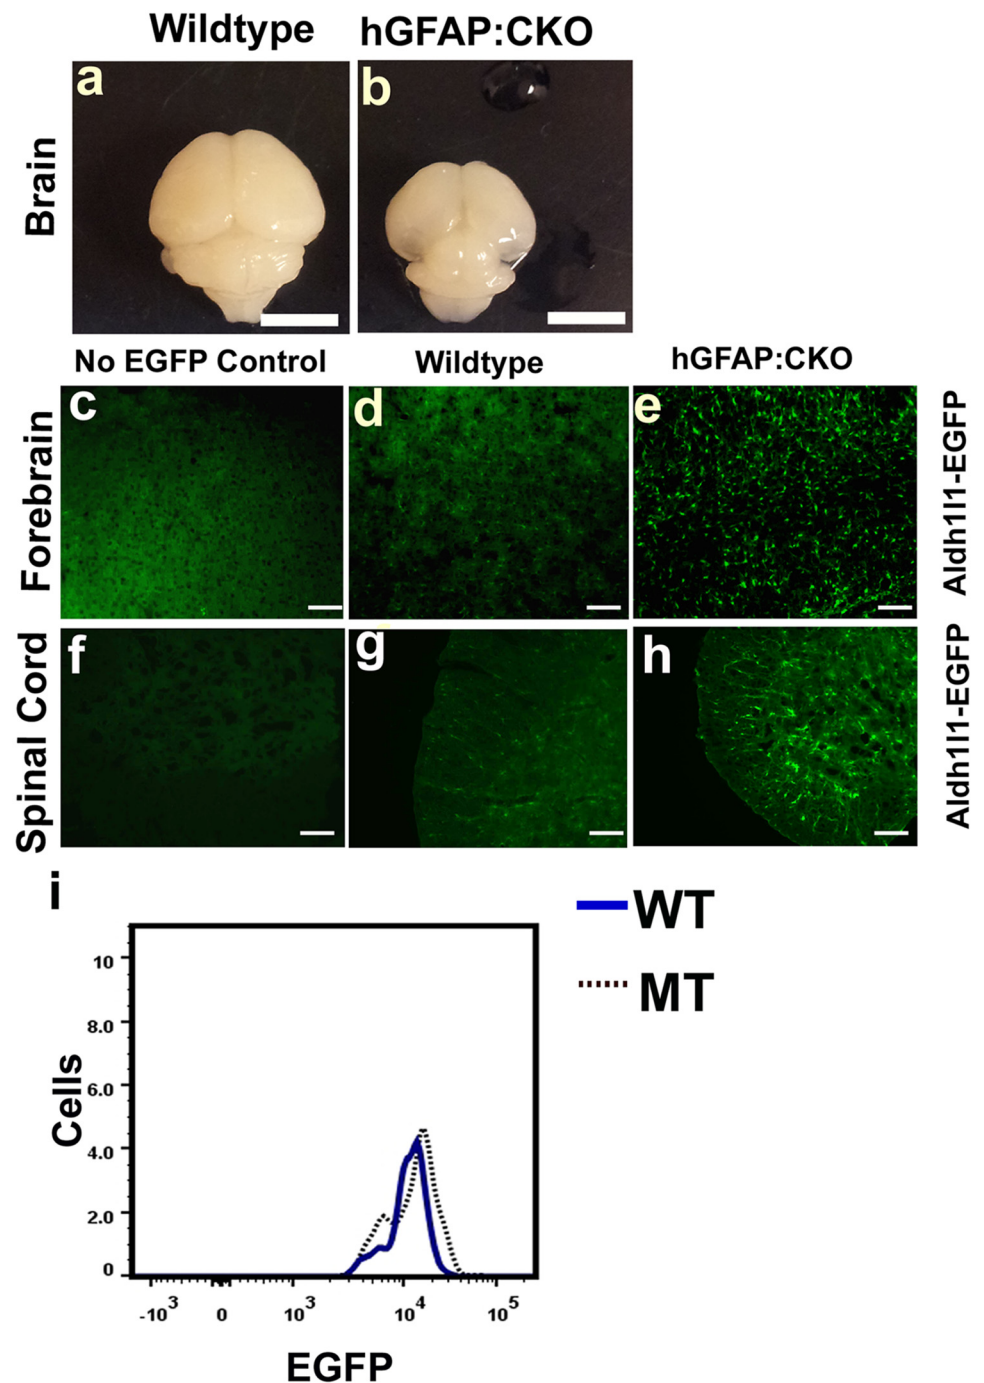 Wildtype hGFAP:CKO
a b
Brain
No EGFP Control Wildtype hGFAP:CKO
c d e
Forebrain
Aldh1l1-EGFP
f g h
Spinal Cord
Aldh1l1-EGFP
i
WT
MT
10
8.0
6.0
4.0
2.0
0
Cells
-10³ 0 10³ 10⁴ 10⁵
EGFP